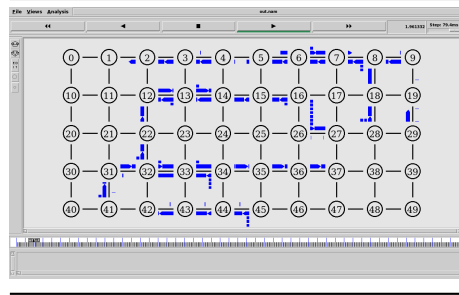 File Views Analysis out.nam
1.961332 Step: 79.4ms
0 1 2 3 4 5 6 7 8 9
10 11 12 13 14 15 16 17 18 19
20 21 22 23 24 25 26 27 28 29
30 31 32 33 34 35 36 37 38 39
40 41 42 43 44 45 46 47 48 49